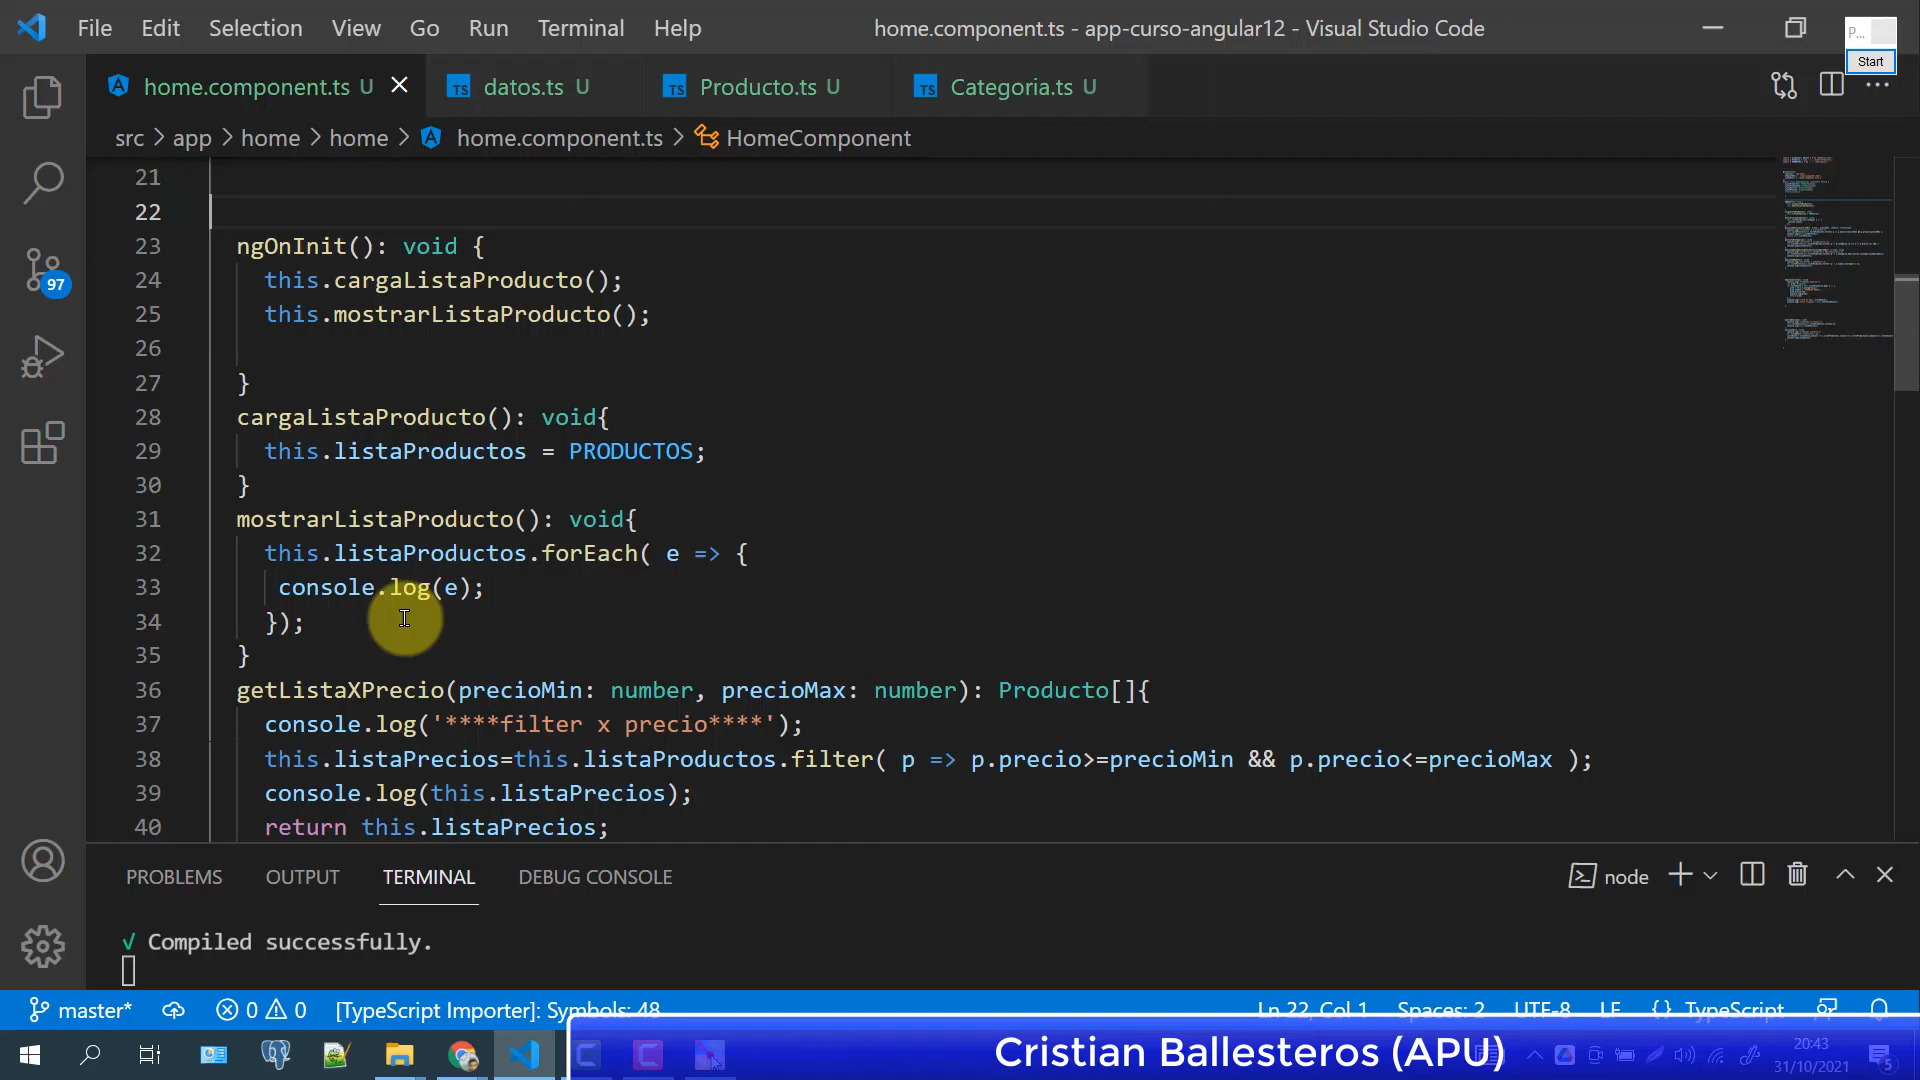 File Edit Selection View Go Run Terminal Help home.component.ts - app-curso-angular12 - Visual Studio Code
P...
Start
home.component.ts U
TS datos.ts U
TS Producto.ts U
TS Categoria.ts U
src > app > home > home > home.component.ts > HomeComponent
21
22
23 ngOnInit(): void {
24 this.cargaListaProducto();
25 this.mostrarListaProducto();
26
27 }
28 cargaListaProducto(): void{
29 this.listaProductos = PRODUCTOS;
30 }
31 mostrarListaProducto(): void{
32 this.listaProductos.forEach( e => {
33 console.log(e);
34 });
35 }
36 getListaXPrecio(precioMin: number, precioMax: number): Producto[]{
37 console.log('****filter x precio****');
38 this.listaPrecios=this.listaProductos.filter( p => p.precio>=precioMin && p.precio<=precioMax );
39 console.log(this.listaPrecios);
40 return this.listaPrecios;
97
PROBLEMS OUTPUT TERMINAL DEBUG CONSOLE
node
√ Compiled successfully.
master* 0 0 [TypeScript Importer]: Symbols: 48 Ln 22, Col 1 Spaces: 2 UTF-8 LF {} TypeScript
Cristian Ballesteros (APU)
20:43
31/10/2021
5